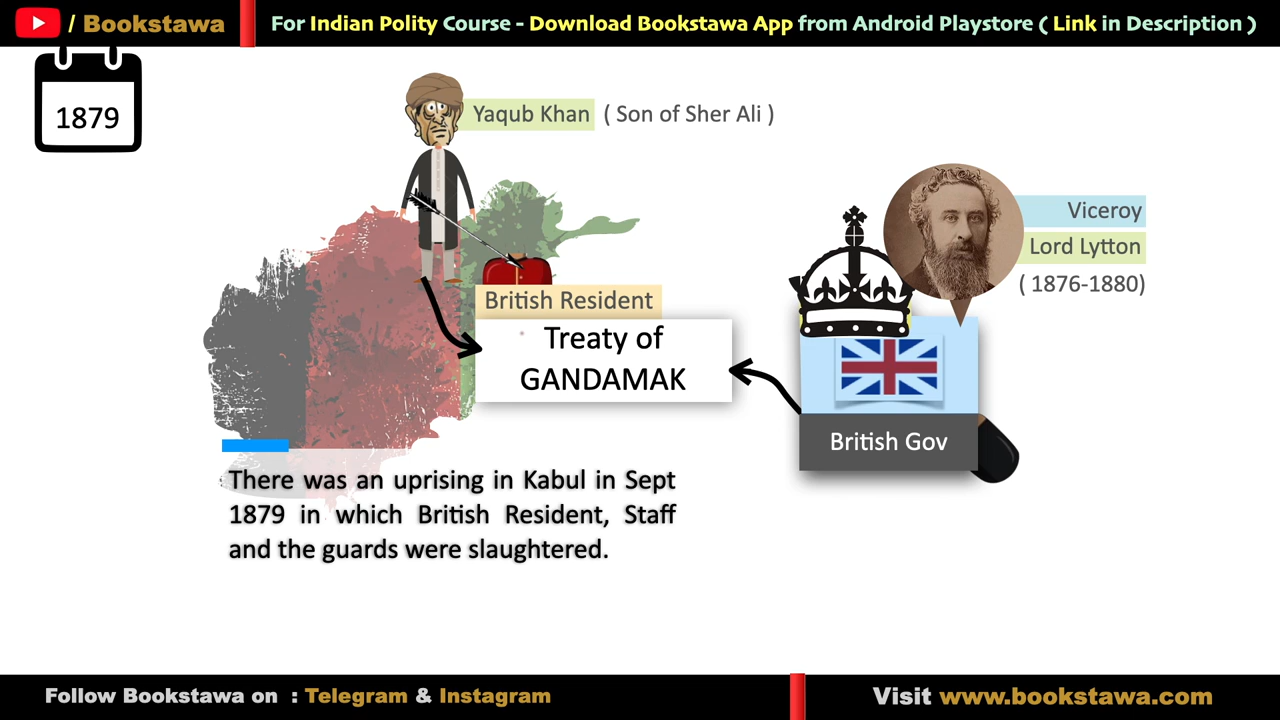 / Bookstawa
For Indian Polity Course - Download Bookstawa App from Android Playstore ( Link in Description )
1879
Yaqub Khan ( Son of Sher Ali )
Viceroy
Lord Lytton
( 1876-1880)
British Resident
Treaty of
GANDAMAK
British Gov
There was an uprising in Kabul in Sept
1879 in which British Resident, Staff
and the guards were slaughtered.
Follow Bookstawa on : Telegram & Instagram
Visit www.bookstawa.com